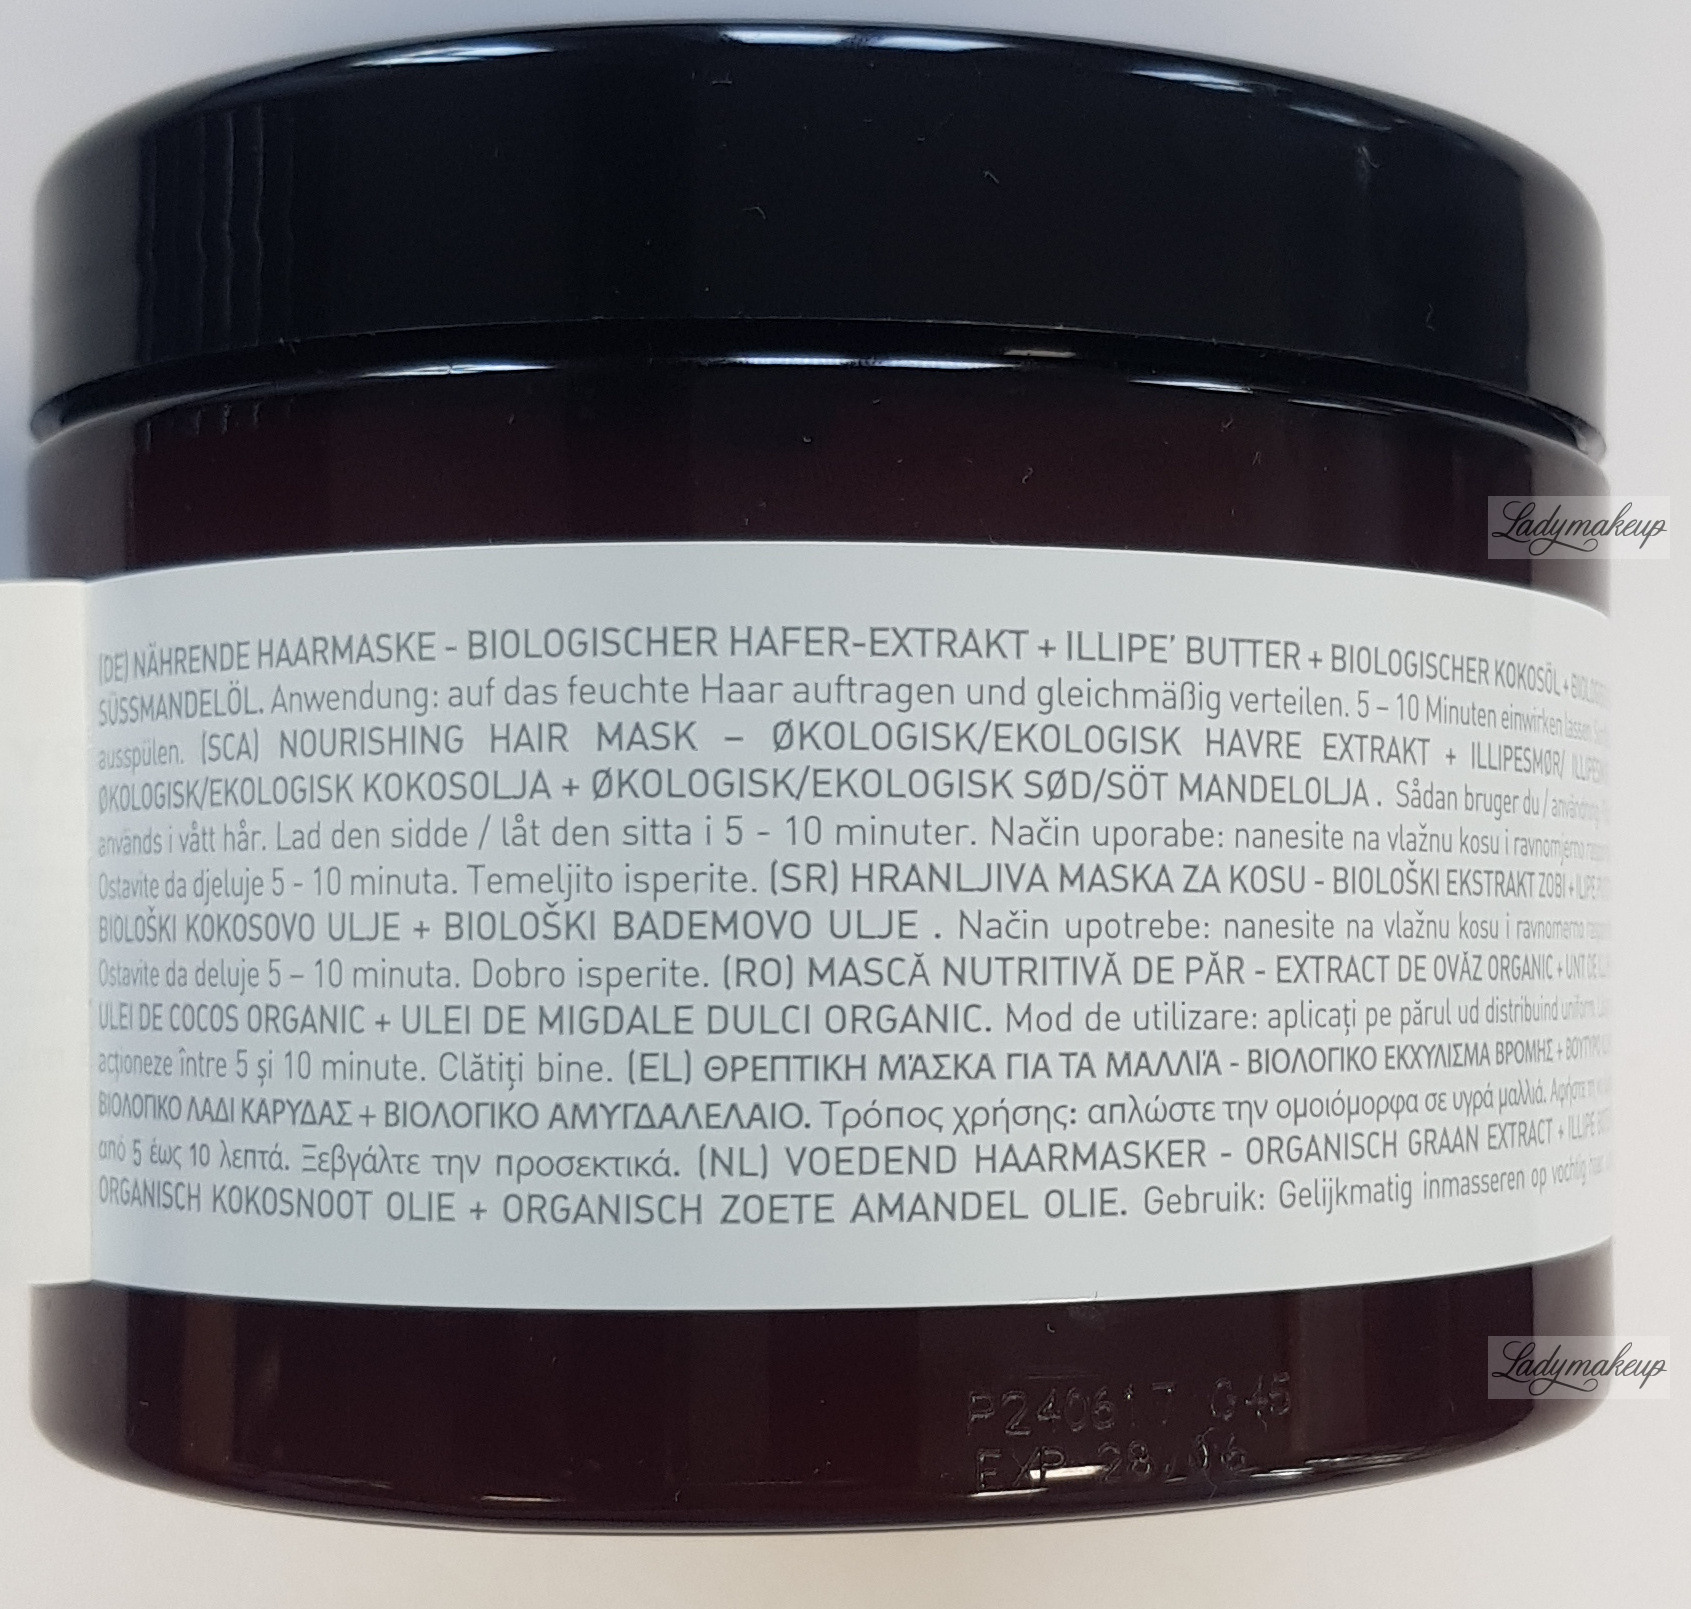 (DE) NÄHRENDE HAARMASKE - BIOLOGISCHER HAFER-EXTRAKT + ILLIPE' BUTTER + BIOLOGISCHER KOKOSÖL +
SÜSSMANDELÖL. Anwendung: auf das feuchte Haar auftragen und gleichmäßig verteilen. 5 – 10 Minuten einwirken lassen.
ausspülen. (SCA) NOURISHING HAIR MASK – ØKOLOGISK/EKOLOGISK HAVRE EXTRAKT + ILLIPESMØR/
ØKOLOGISK/EKOLOGISK KOKOSOLJA + ØKOLOGISK/EKOLOGISK SØD/SÖT MANDELOLJA . Sådan bruger du /
används i vått hår. Lad den sidde / låt den sitta i 5 - 10 minuter. Način uporabe: nanesite na vlažnu kosu i ravnomjerno
Ostavite da djeluje 5 - 10 minuta. Temeljito isperite. (SR) HRANLJIVA MASKA ZA KOSU - BIOLOŠKI EKSTRAKT ZOBI +
BIOLOŠKI KOKOSOVO ULJE + BIOLOŠKI BADEMOVO ULJE . Način upotrebe: nanesite na vlažnu kosu i ravnomerno
Ostavite da deluje 5 – 10 minuta. Dobro isperite. (RO) MASCĂ NUTRITIVĂ DE PĂR - EXTRACT DE OVĂZ ORGANIC + UNT DE
ULEI DE COCOS ORGANIC + ULEI DE MIGDALE DULCI ORGANIC. Mod de utilizare: aplicați pe părul ud distribuind uniform.
acționeze între 5 și 10 minute. Clătiți bine. (EL) ΘΡΕΠΤΙΚΗ ΜΆΣΚΑ ΓΙΑ ΤΑ ΜΑΛΛΙΆ - ΒΙΟΛΟΓΙΚΟ ΕΚΧΥΛΙΣΜΑ ΒΡΟΜΗΣ +
ΒΙΟΛΟΓΙΚΟ ΛΑΔΙ ΚΑΡΥΔΑΣ + ΒΙΟΛΟΓΙΚΟ ΑΜΥΓΔΑΛΕΛΑΙΟ. Τρόπος χρήσης: απλώστε την ομοιόμορφα σε υγρά μαλλιά. Αφήστε
από 5 έως 10 λεπτά. Ξεβγάλτε την προσεκτικά. (NL) VOEDEND HAARMASKER - ORGANISCH GRAAN EXTRACT + ILLIPE
ORGANISCH KOKOSNOOT OLIE + ORGANISCH ZOETE AMANDEL OLIE. Gebruik: Gelijkmatig inmasseren op vochtig
P240617 G45
EXP 28.06
Ladymakeup
Ladymakeup